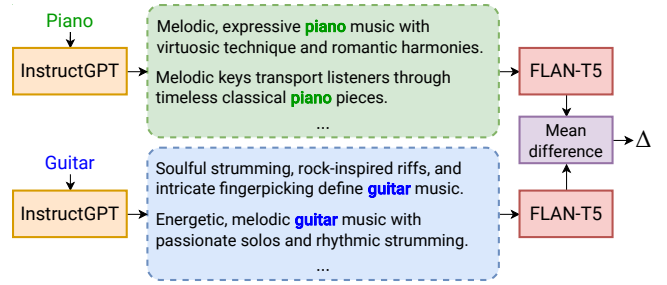 Piano
InstructGPT
Melodic, expressive piano music with
virtuosic technique and romantic harmonies.
Melodic keys transport listeners through
timeless classical piano pieces.
...
FLAN-T5
Mean
difference
Δ
Guitar
InstructGPT
Soulful strumming, rock-inspired riffs, and
intricate fingerpicking define guitar music.
Energetic, melodic guitar music with
passionate solos and rhythmic strumming.
...
FLAN-T5